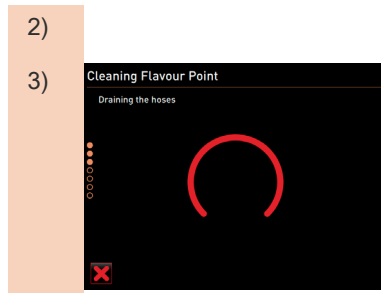 2)
3)
Cleaning Flavour Point
Draining the hoses